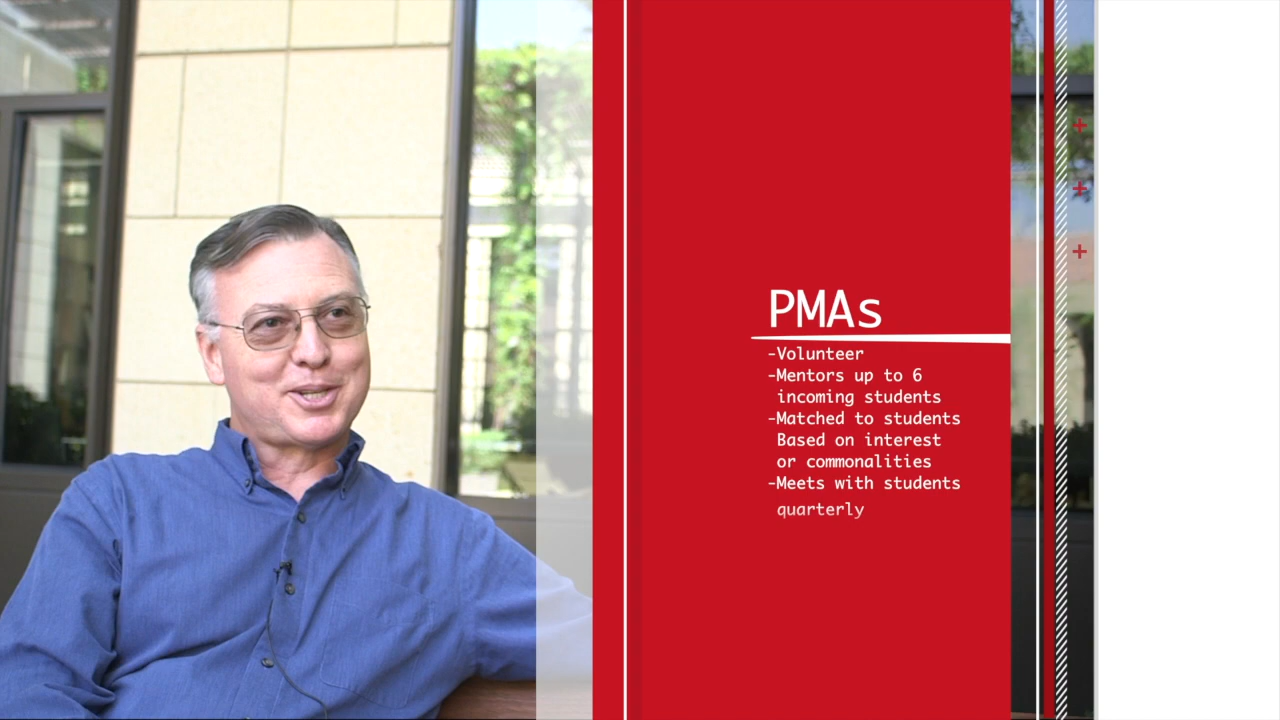 PMAs
-Volunteer
-Mentors up to 6
incoming students
-Matched to students
Based on interest
or commonalities
-Meets with students
quarterly